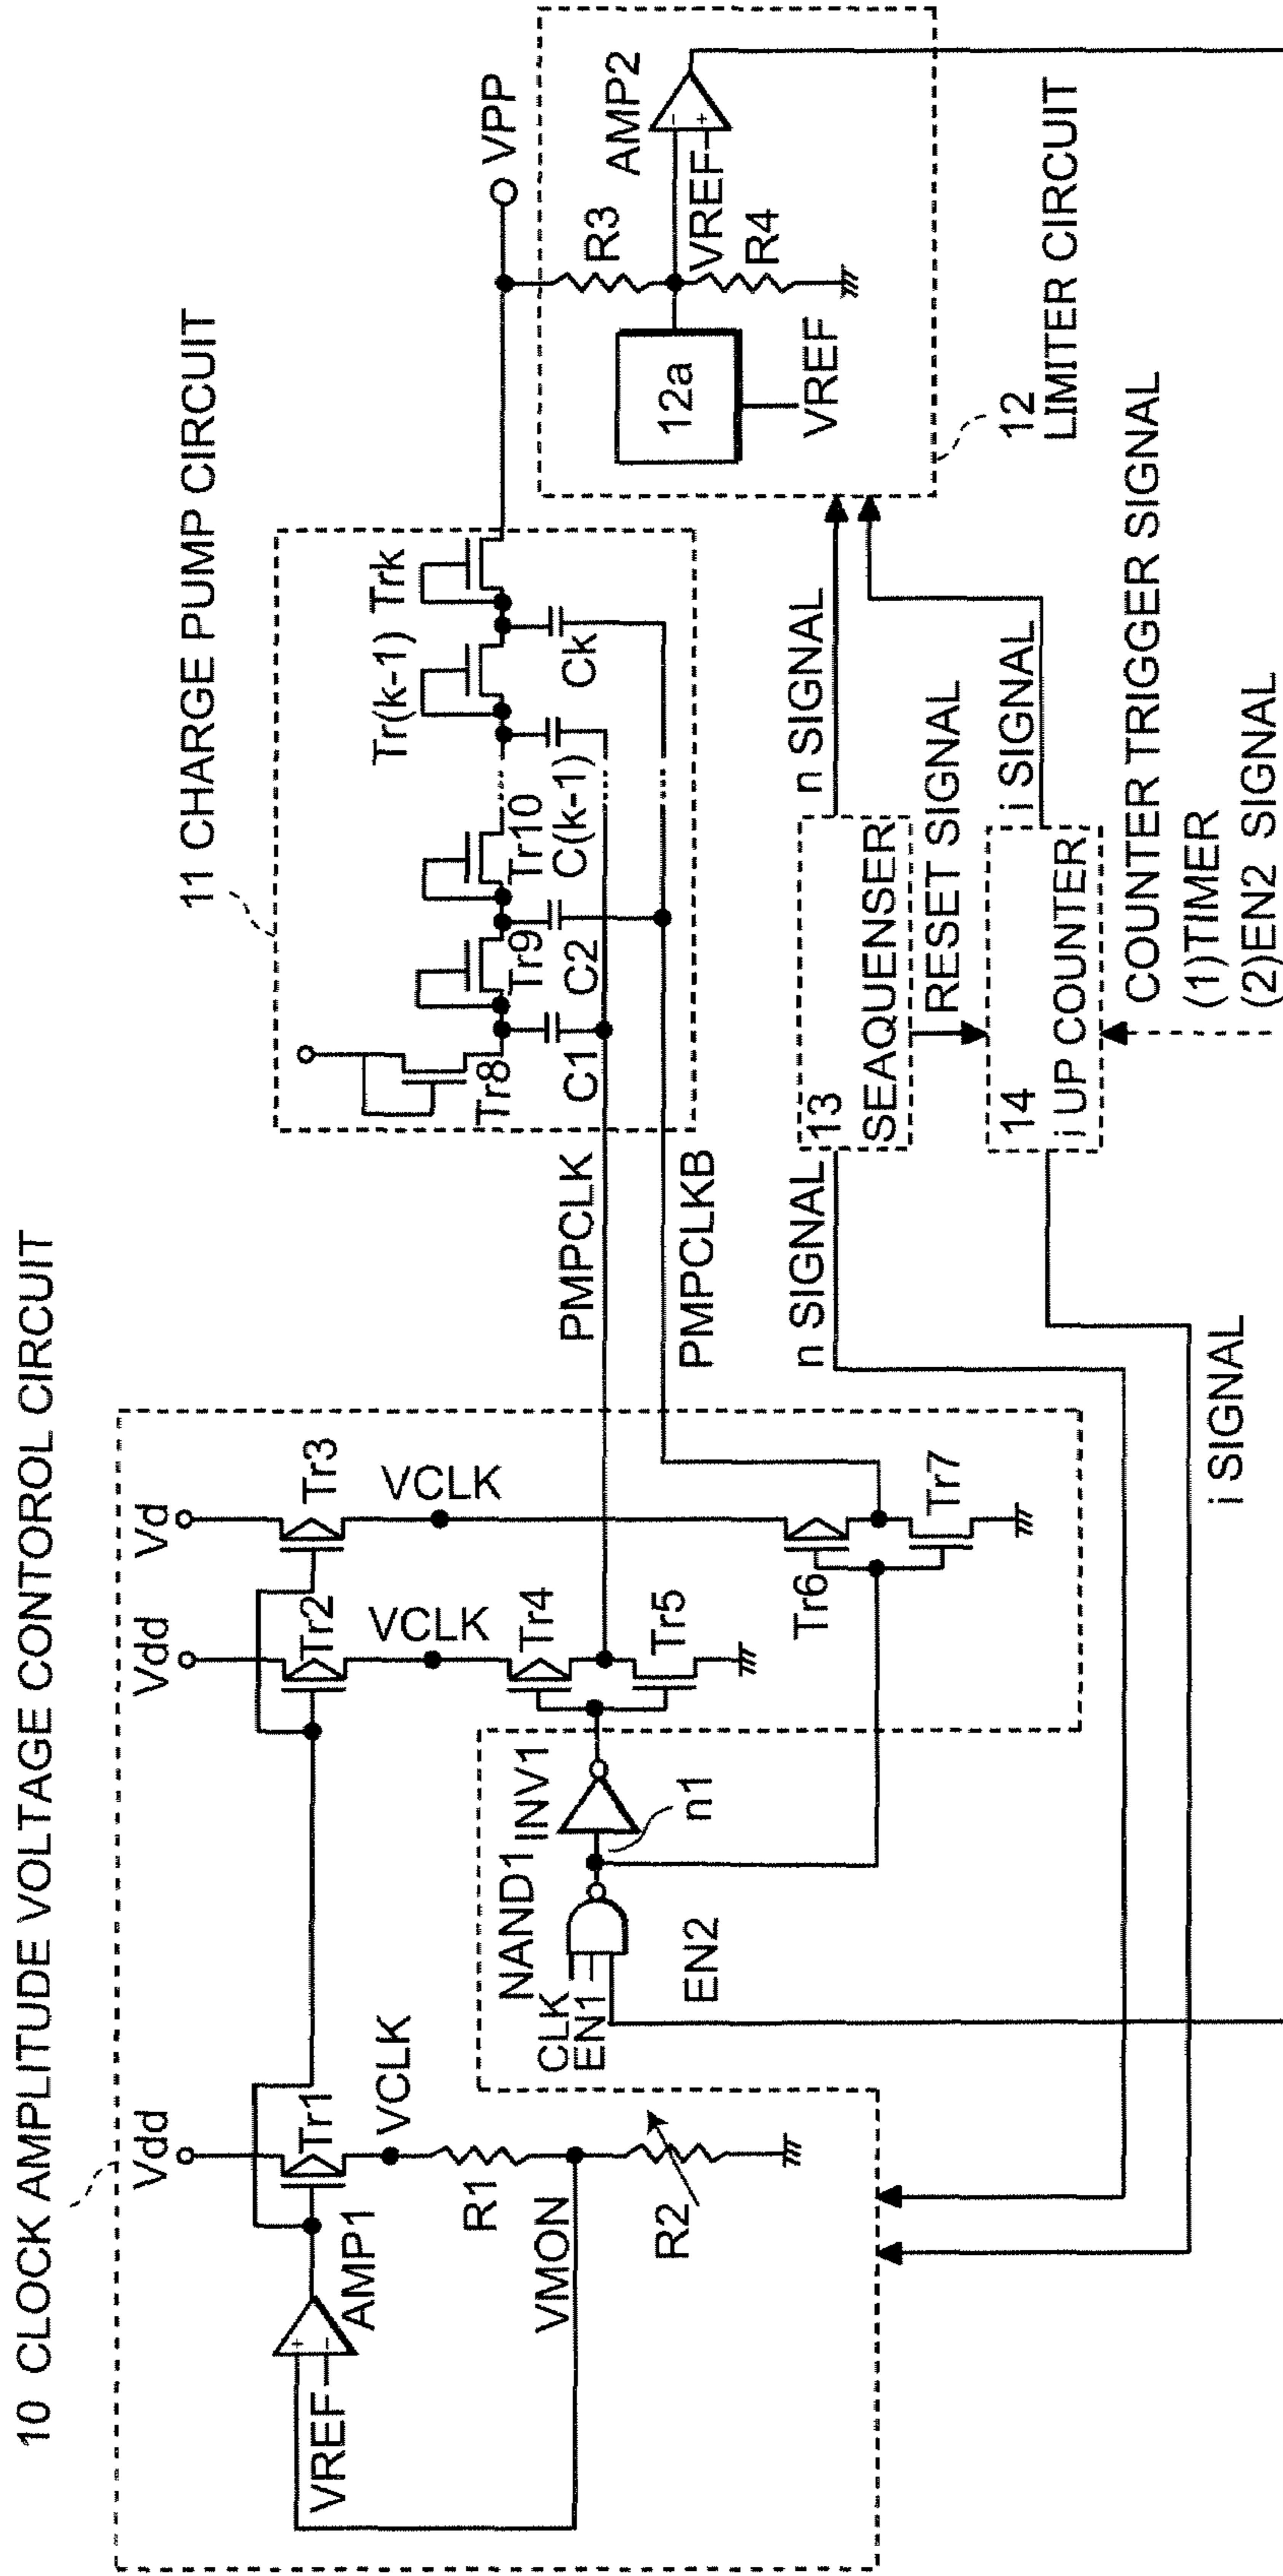 10 CLOCK AMPLITUDE VOLTAGE CONTOROL CIRCUIT
Vdd
Vdd
Vd
Tr1
Tr2
Tr3
AMP1
+
−
VREF
VCLK
VCLK
VCLK
R1
VMON
R2
Tr4
Tr5
Tr6
Tr7
NAND1
INV1
n1
CLK
EN1
EN2
PMPCLK
PMPCLKB
11 CHARGE PUMP CIRCUIT
Tr8
Tr9
Tr10
Tr(k-1)
Trk
C1
C2
C(k-1)
Ck
VPP
R3
R4
12a
VREF
VREF
AMP2
−
+
12
LIMITER CIRCUIT
n SIGNAL
n SIGNAL
13
SEAQUENSER
RESET SIGNAL
14
i UP COUNTER
i SIGNAL
i SIGNAL
COUNTER TRIGGER SIGNAL
(1)TIMER
(2)EN2 SIGNAL